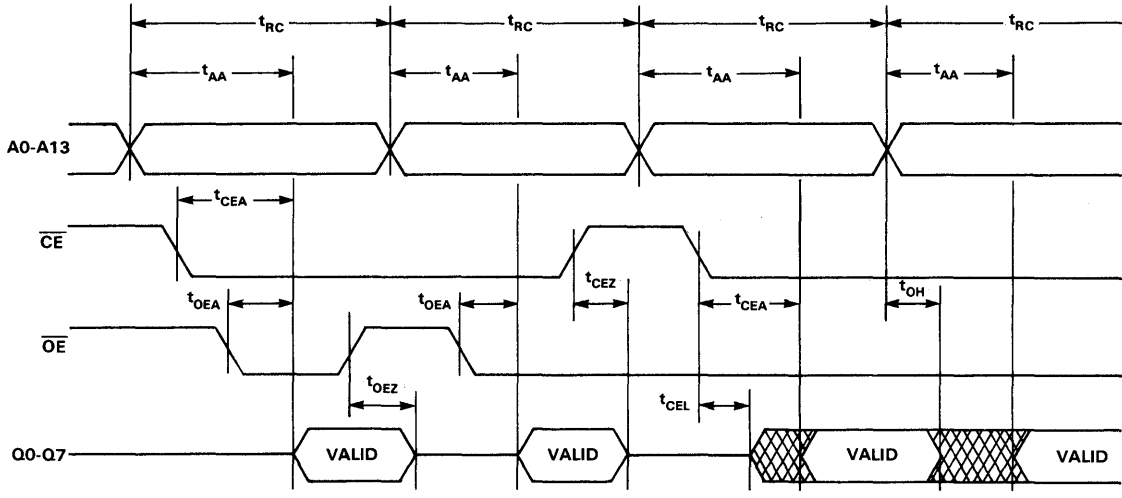 tRC tRC tRC tRC
tAA tAA tAA tAA
A0-A13
tCEA
CE
tCEZ
tOEA tOEA tCEA tOH
OE
tOEZ
tCEL
Q0-Q7 VALID VALID VALID VALID